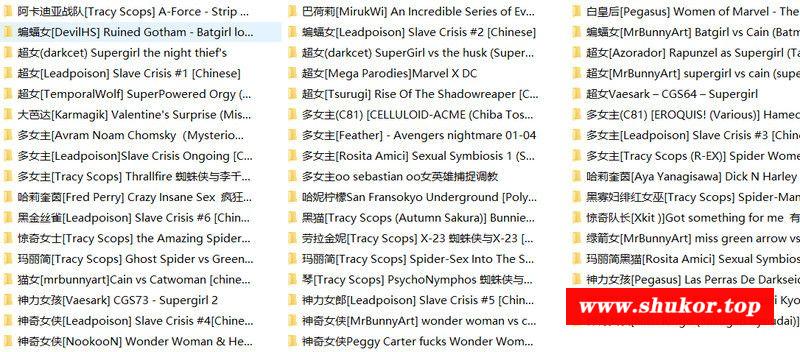 阿卡迪亚战队[Tracy Scops] A-Force - Strip ...
蝙蝠女[DevilHS] Ruined Gotham - Batgirl lo...
超女(darkcet) Supergirl the night thief's
超女[Leadpoison] Slave Crisis #1 [Chinese]
超女[TemporalWolf] SuperPowered Orgy (...
大芭达[Karmagik] Valentine's Surprise (Mis...
多女主[Avram Noam Chomsky (Mysterio...
多女主[Leadpoison]Slave Crisis Ongoing [C...
多女主[Tracy Scops] Thrallfire 蜘蛛侠与李千...
哈莉奎茵[Fred Perry] Crazy Insane Sex 疯狂...
黑金丝雀[Leadpoison] Slave Crisis #6 [Chin...
惊奇女士[Tracy Scops] the Amazing Spider...
玛丽简[Tracy Scops] Ghost Spider vs Green...
猫女[mrbunnyart]Cain vs Catwoman [chine...
神力女孩[Vaesark] CGS73 - Supergirl 2
神奇女侠[Leadpoison] Slave Crisis #4[Chine...
神奇女侠[NookooN] Wonder Woman & He...
巴荷莉[MirukWi] An Incredible Series of Ev...
蝙蝠女[Leadpoison] Slave Crisis #2 [Chinese]
超女(darkcet) SuperGirl vs the husk (Super...
超女[Mega Parodies]Marvel X DC
超女[Tsurugi] Rise Of The Shadowreaper [C...
多女主(C81) [CELLULOID-ACME (Chiba Tos...
多女主[Feather] - Avengers nightmare 01-04
多女主[Rosita Amici] Sexual Symbiosis 1 (S...
多女主oo sebastian oo女英雄捕捉调教
哈妮柠檬San Fransokyo Underground [Poly...
黑猫[Tracy Scops (Autumn Sakura)] Bunnie...
劳拉金妮[Tracy Scops] X-23 蜘蛛侠与X-23 [...
玛丽简[Tracy Scops] Spider-Sex Into The S...
琴[Tracy Scops] PsychoNymphos 蜘蛛侠与...
神力女郎[Leadpoison] Slave Crisis #5 [Chin...
神奇女侠[MrBunnyArt] wonder woman vs c...
神奇女侠Peggy Carter fucks Wonder Wom...
白皇后[Pegasus] Women of Marvel - The
蝙蝠女[MrBunnyArt] Batgirl vs Cain (Batm
超女[Azorador] Rapunzel as Supergirl (Ta
超女[MrBunnyArt] supergirl vs cain (supe
超女Vaesark – CGS64 – Supergirl
多女主(C81) [EROQUIS! (Various)] Hamed
多女主[Leadpoison] Slave Crisis #3 [Chine
多女主[Tracy Scops (R-EX)] Spider Wome
哈莉奎茵[Aya Yanagisawa] Dick N Harley
黑寡妇绯红女巫[Tracy Scops] Spider-Man
惊奇队长[Xkit )]Got something for me 有
绿箭女[MrBunnyArt] miss green arrow vs
玛丽简黑猫[Rosita Amici] Sexual Symbiosi
神力女孩[Pegasus] Las Perras De Darkseid
www.shukor.top